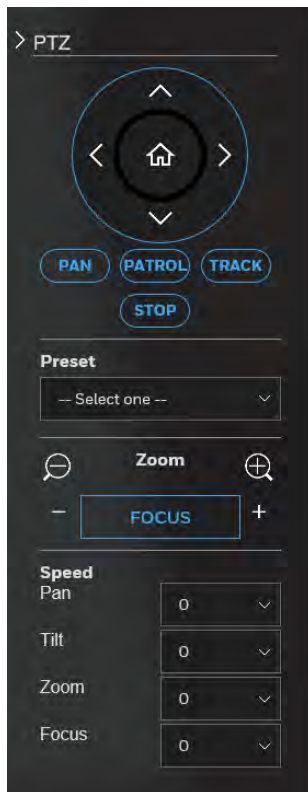 PTZ
PAN PATROL TRACK
STOP
Preset
-- Select one --
Zoom
− FOCUS +
Speed
Pan 0
Tilt 0
Zoom 0
Focus 0